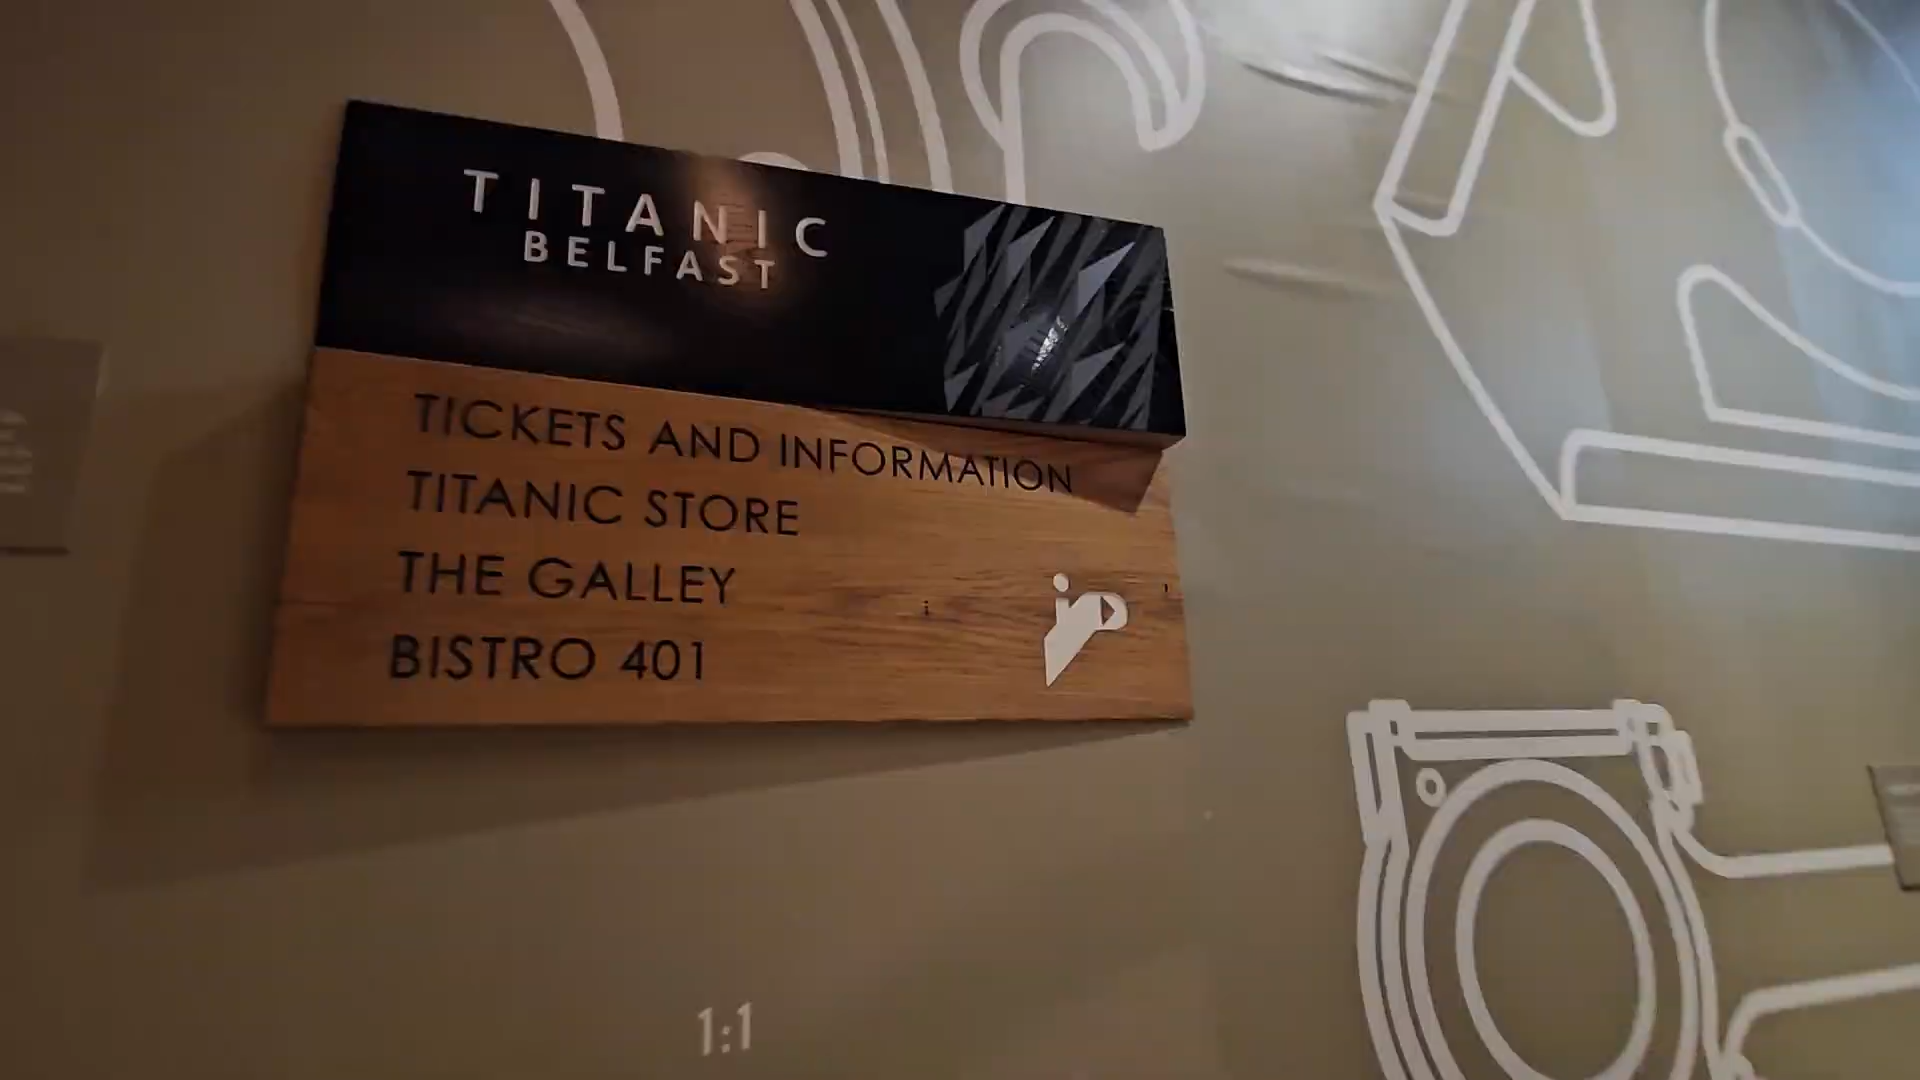 TITANIC
BELFAST
TICKETS AND INFORMATION
TITANIC STORE
THE GALLEY
BISTRO 401
1:1